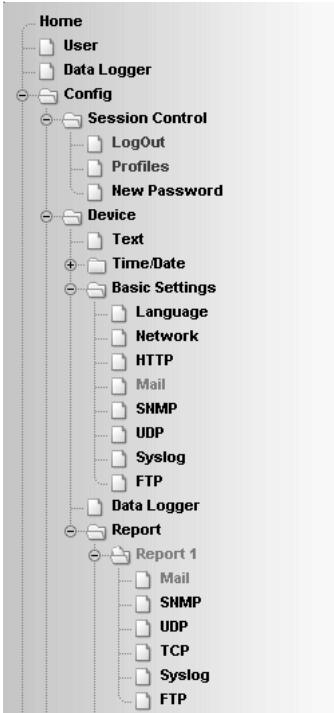 Home
User
Data Logger
Config
Session Control
LogOut
Profiles
New Password
Device
Text
Time/Date
Basic Settings
Language
Network
HTTP
Mail
SNMP
UDP
Syslog
FTP
Data Logger
Report
Report 1
Mail
SNMP
UDP
TCP
Syslog
FTP